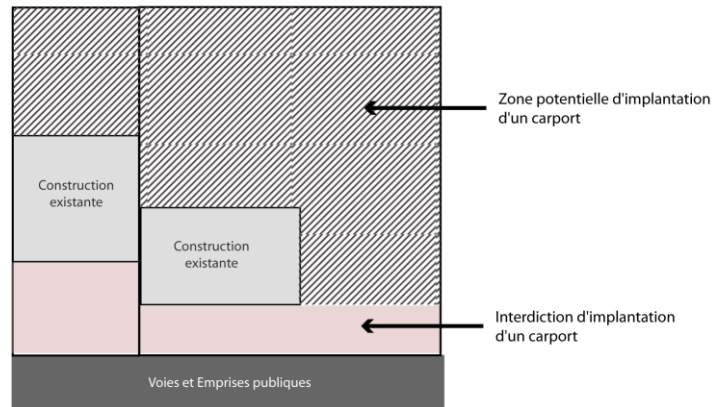 Zone potentielle d'implantation
d'un carport
Construction
existante
Construction
existante
Interdiction d'implantation
d'un carport
Voies et Emprises publiques